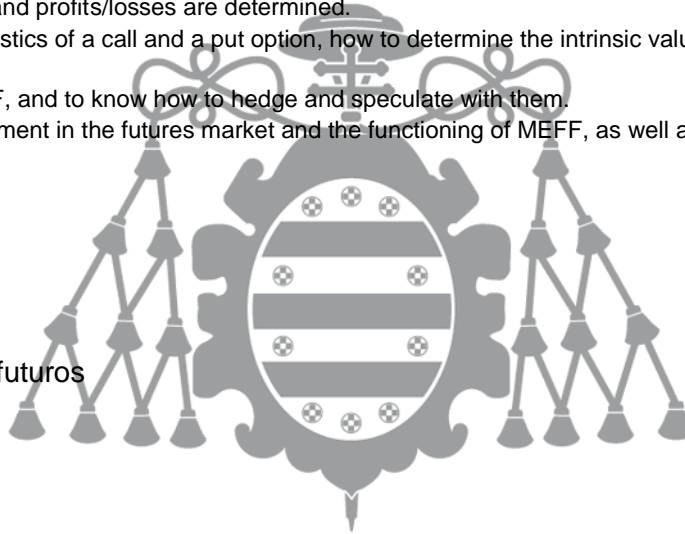 and profits/losses are determined.
stics of a call and a put option, how to determine the intrinsic valu
F, and to know how to hedge and speculate with them.
ment in the futures market and the functioning of MEFF, as well a
futuros